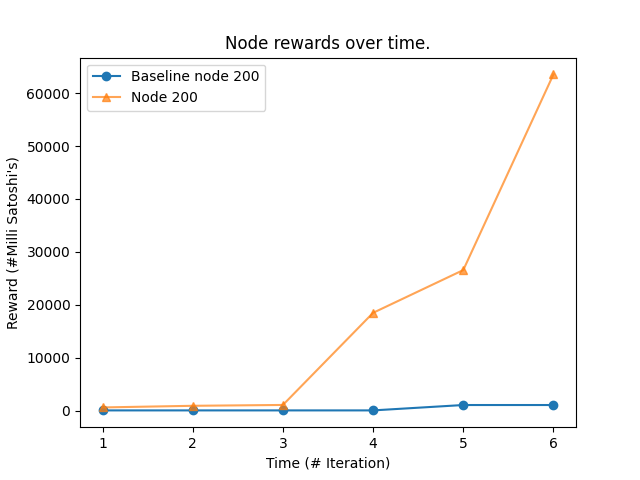 Node rewards over time.
Baseline node 200
Node 200
Reward (#Milli Satoshi's)
60000
50000
40000
30000
20000
10000
0
1 2 3 4 5 6
Time (# Iteration)